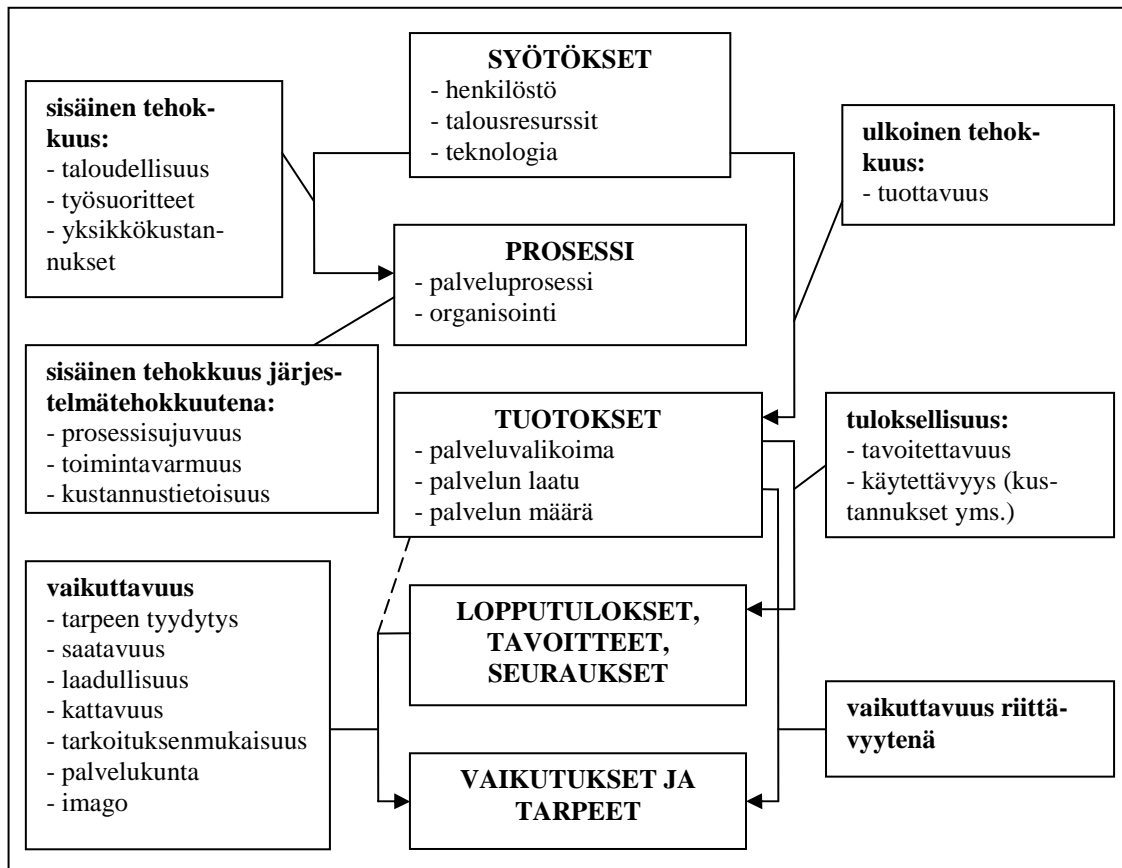 SYÖTÖKSET
- henkilöstö
- talousresurssit
- teknologia
sisäinen tehok-
kuus:
- taloudellisuus
- työsuoritteet
- yksikkökustan-
nukset
ulkoinen tehok-
kuus:
- tuottavuus
PROSESSI
- palveluprosessi
- organisointi
sisäinen tehokkuus järjes-
telmätehokkuutena:
- prosessisujuvuus
- toimintavarmuus
- kustannustietoisuus
TUOTOKSET
- palveluvalikoima
- palvelun laatu
- palvelun määrä
tuloksellisuus:
- tavoitettavuus
- käytettävyys (kus-
tannukset yms.)
vaikuttavuus
- tarpeen tyydytys
- saatavuus
- laadullisuus
- kattavuus
- tarkoituksenmukaisuus
- palvelukunta
- imago
LOPPUTULOKSET,
TAVOITTEET,
SEURAUKSET
vaikuttavuus riittä-
vyytenä
VAIKUTUKSET JA
TARPEET